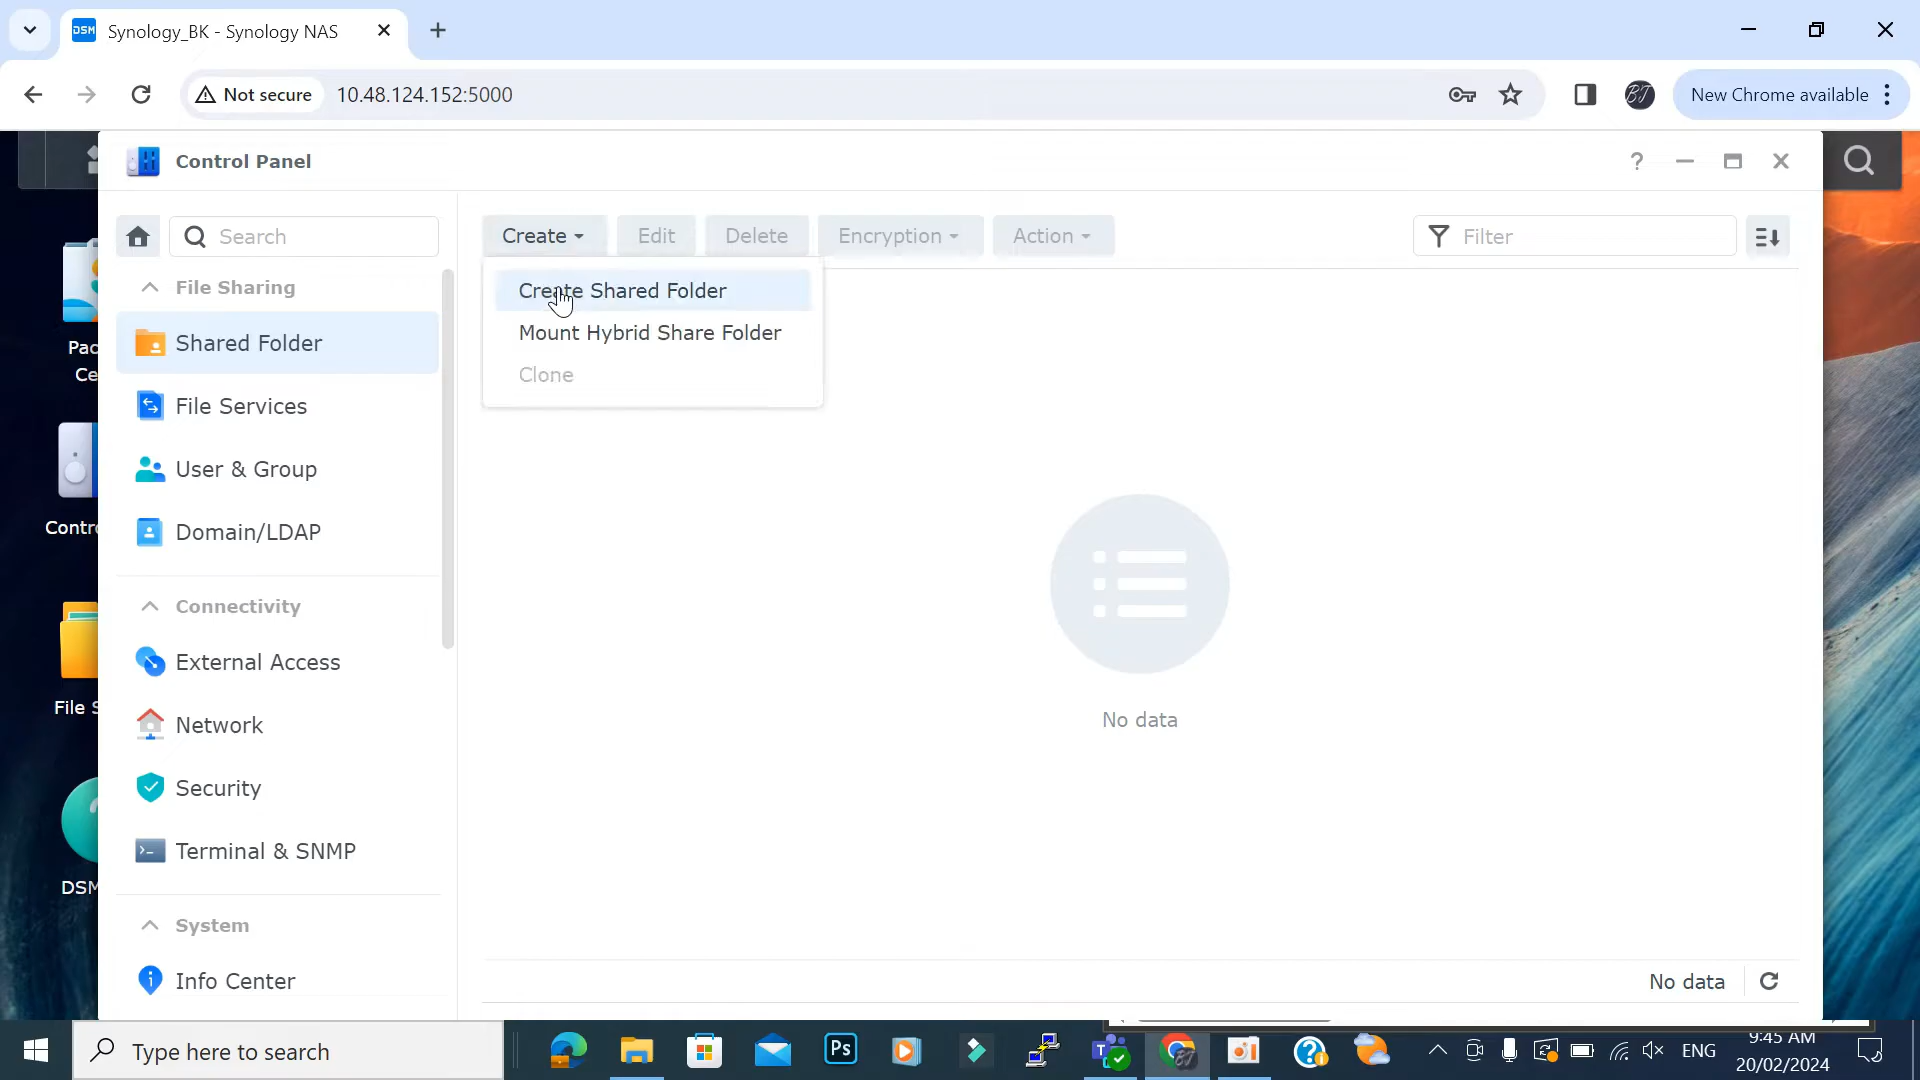 DSM
Synology_BK - Synology NAS
Not secure
10.48.124.152:5000
New Chrome available
Control Panel
?
Search
Create
Edit
Delete
Encryption
Action
Filter
File Sharing
Create Shared Folder
Shared Folder
Mount Hybrid Share Folder
Clone
File Services
User & Group
Domain/LDAP
Connectivity
External Access
Network
No data
Security
Terminal & SNMP
System
Info Center
No data
Pac
Ce
Contro
File S
DSM
Type here to search
Ps
ENG
9:45 AM
20/02/2024